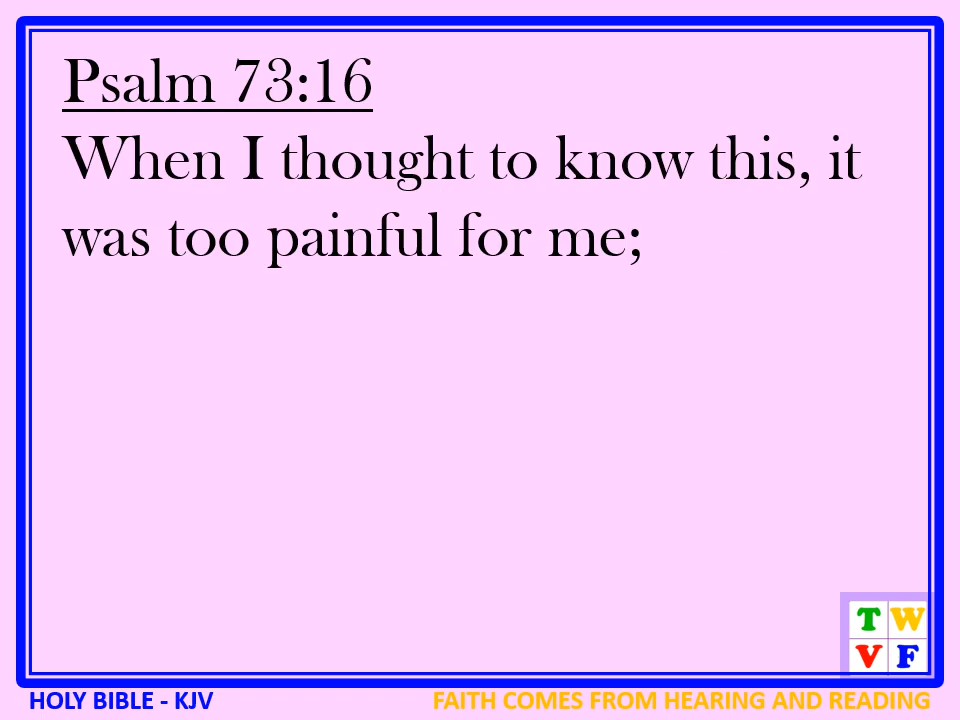 Psalm 73:16
When I thought to know this, it
was too painful for me;
T W
V F
HOLY BIBLE - KJV
FAITH COMES FROM HEARING AND READING